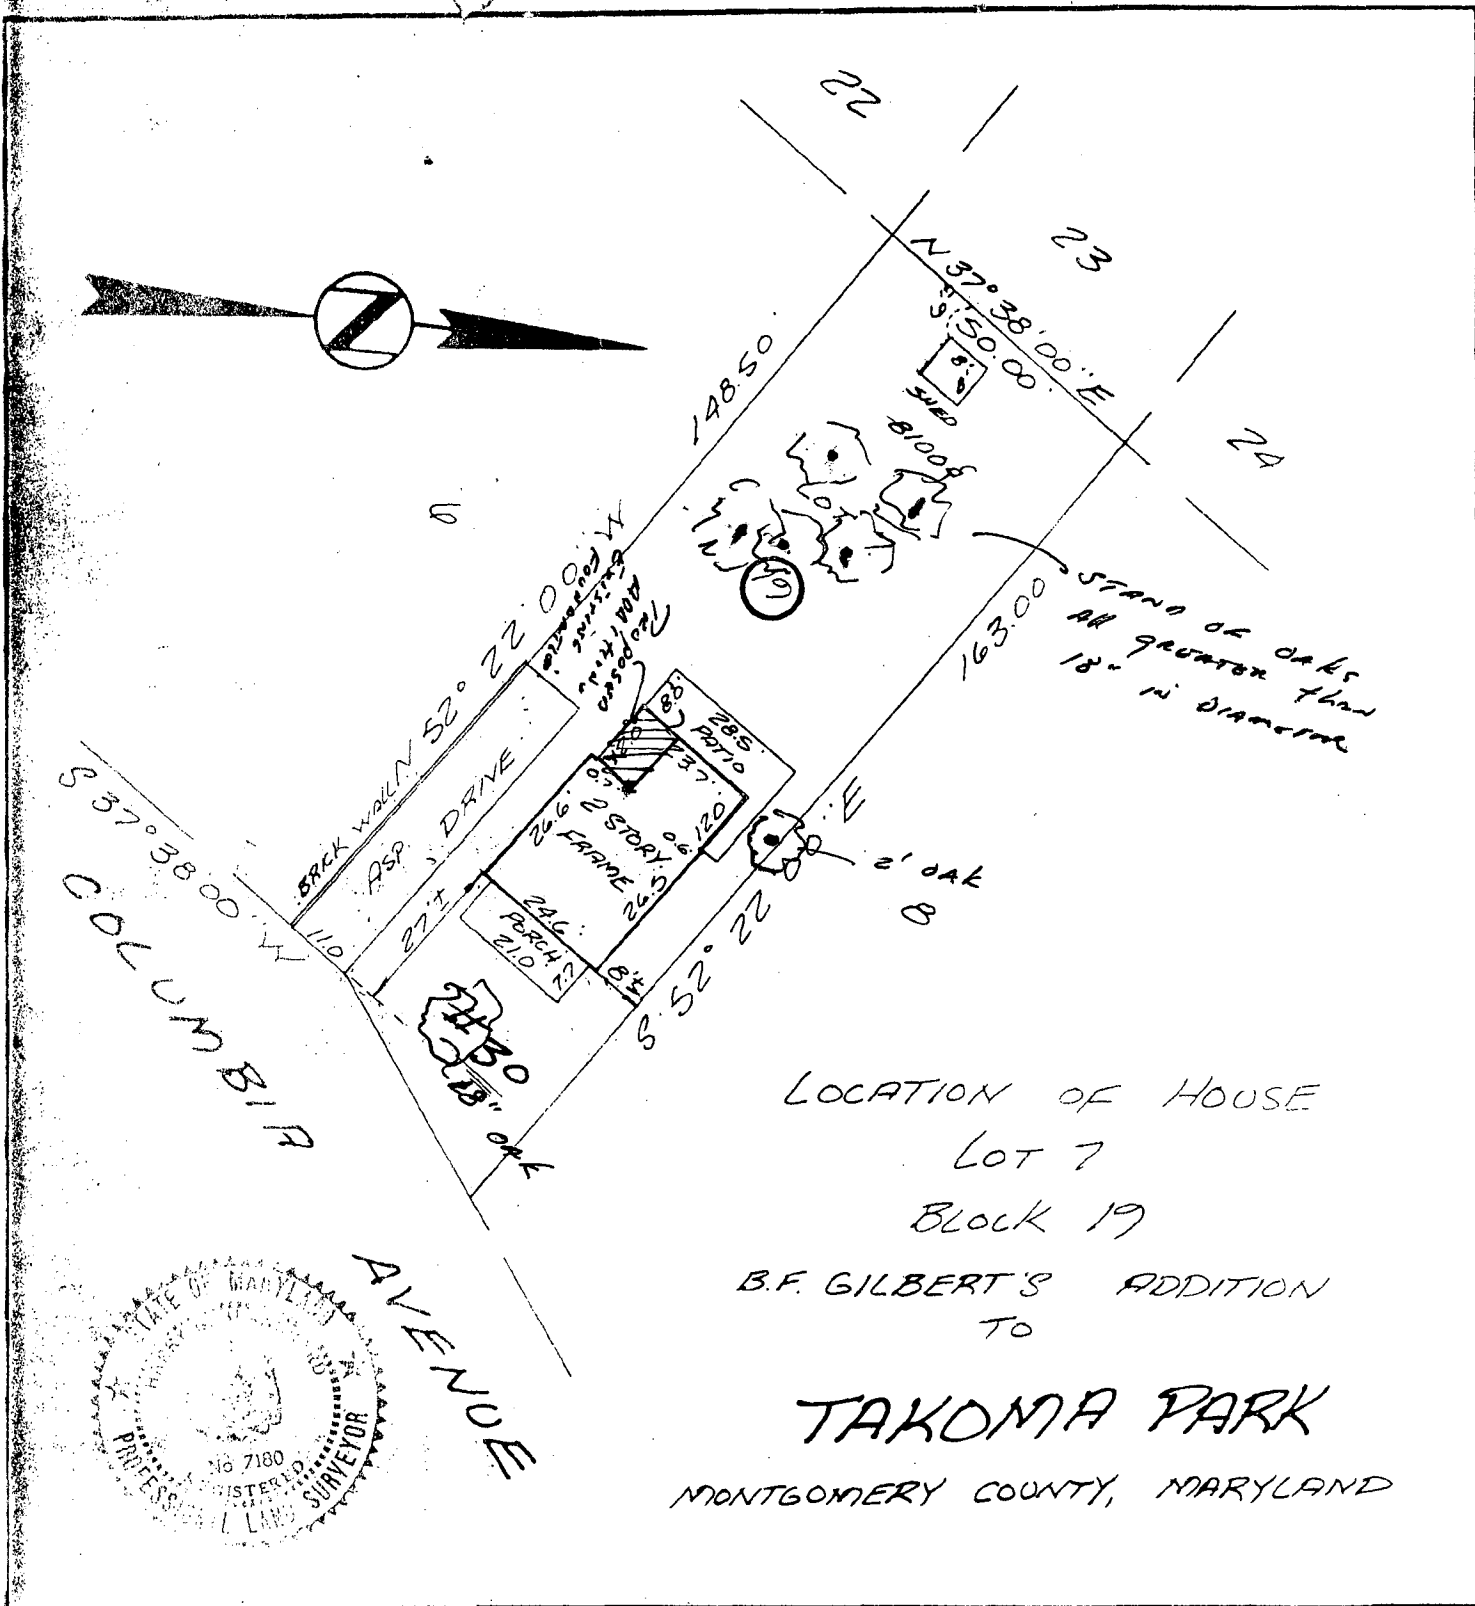 22
23
24
N 37° 38' 00" E
50.00
SHED
148.50
6
N 52° 22' 00" W
163.00
STAND OF OAKS
All greater than
18" in Diameter
Proposed
Addition
Existing
Foundation
BRICK WALL
ASP. DRIVE
11.0
27'±
26.6
2 STORY
FRAME
0.6
12.0
26.5
23.7
9.8
28.5
PATIO
24.6
PORCH
21.0
7.7
8'±
2' OAK
8
S 52° 22' 00" E
S 37° 38' 00" W
#30
18" OAK
COLUMBIA
AVENUE
LOCATION OF HOUSE
LOT 7
BLOCK 19
B.F. GILBERT'S ADDITION
TO
TAKOMA PARK
MONTGOMERY COUNTY, MARYLAND
STATE OF MARYLAND
No 7180
REGISTERED
PROFESSIONAL LAND SURVEYOR